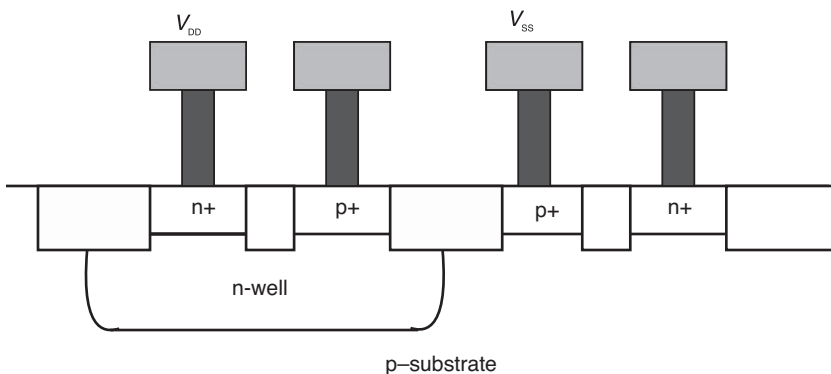 VDD
VSS
n+
p+
p+
n+
n-well
p–substrate